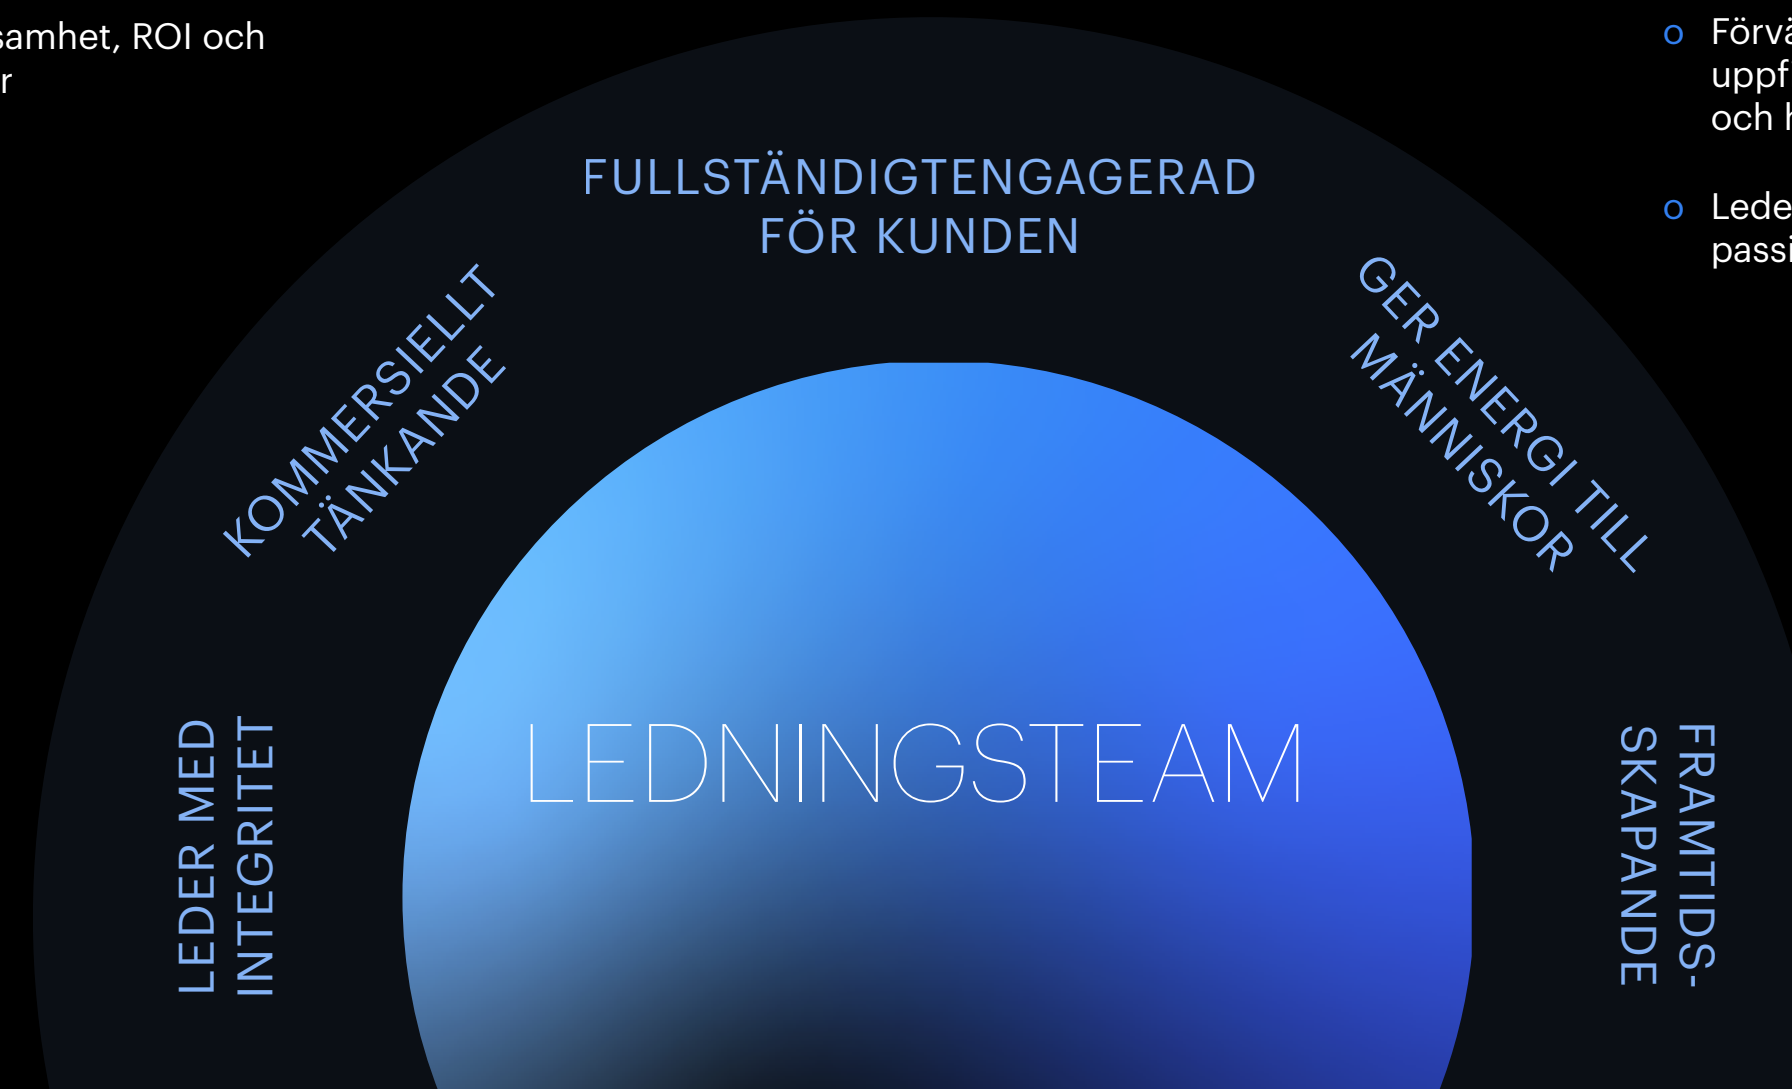 samhet, ROI och
r
FULLSTÄNDIGTENGAGERAD
FÖR KUNDEN
KOMMERSIELLT
TÄNKANDE
GER ENERGI TILL
MÄNNISKOR
LEDER MED
INTEGRITET
LEDNINGSTEAM
FRAMTIDS-
SKAPANDE
o Förvä
uppf
och h
o Lede
passi